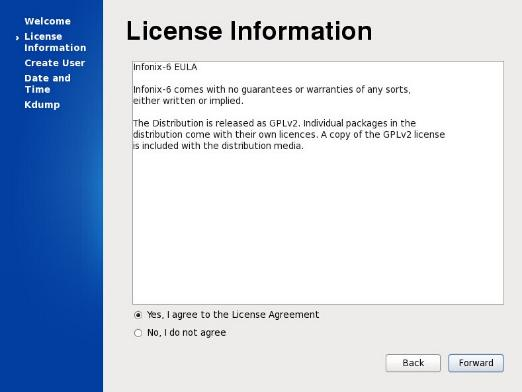 Welcome
License
Information
Create User
Date and
Time
Kdump
License Information
Infonix-6 EULA
Infonix-6 comes with no guarantees or warranties of any sorts,
either written or implied.
The Distribution is released as GPLv2. Individual packages in the
distribution come with their own licences. A copy of the GPLv2 license
is included with the distribution media.
Yes, I agree to the License Agreement
No, I do not agree
Back
Forward